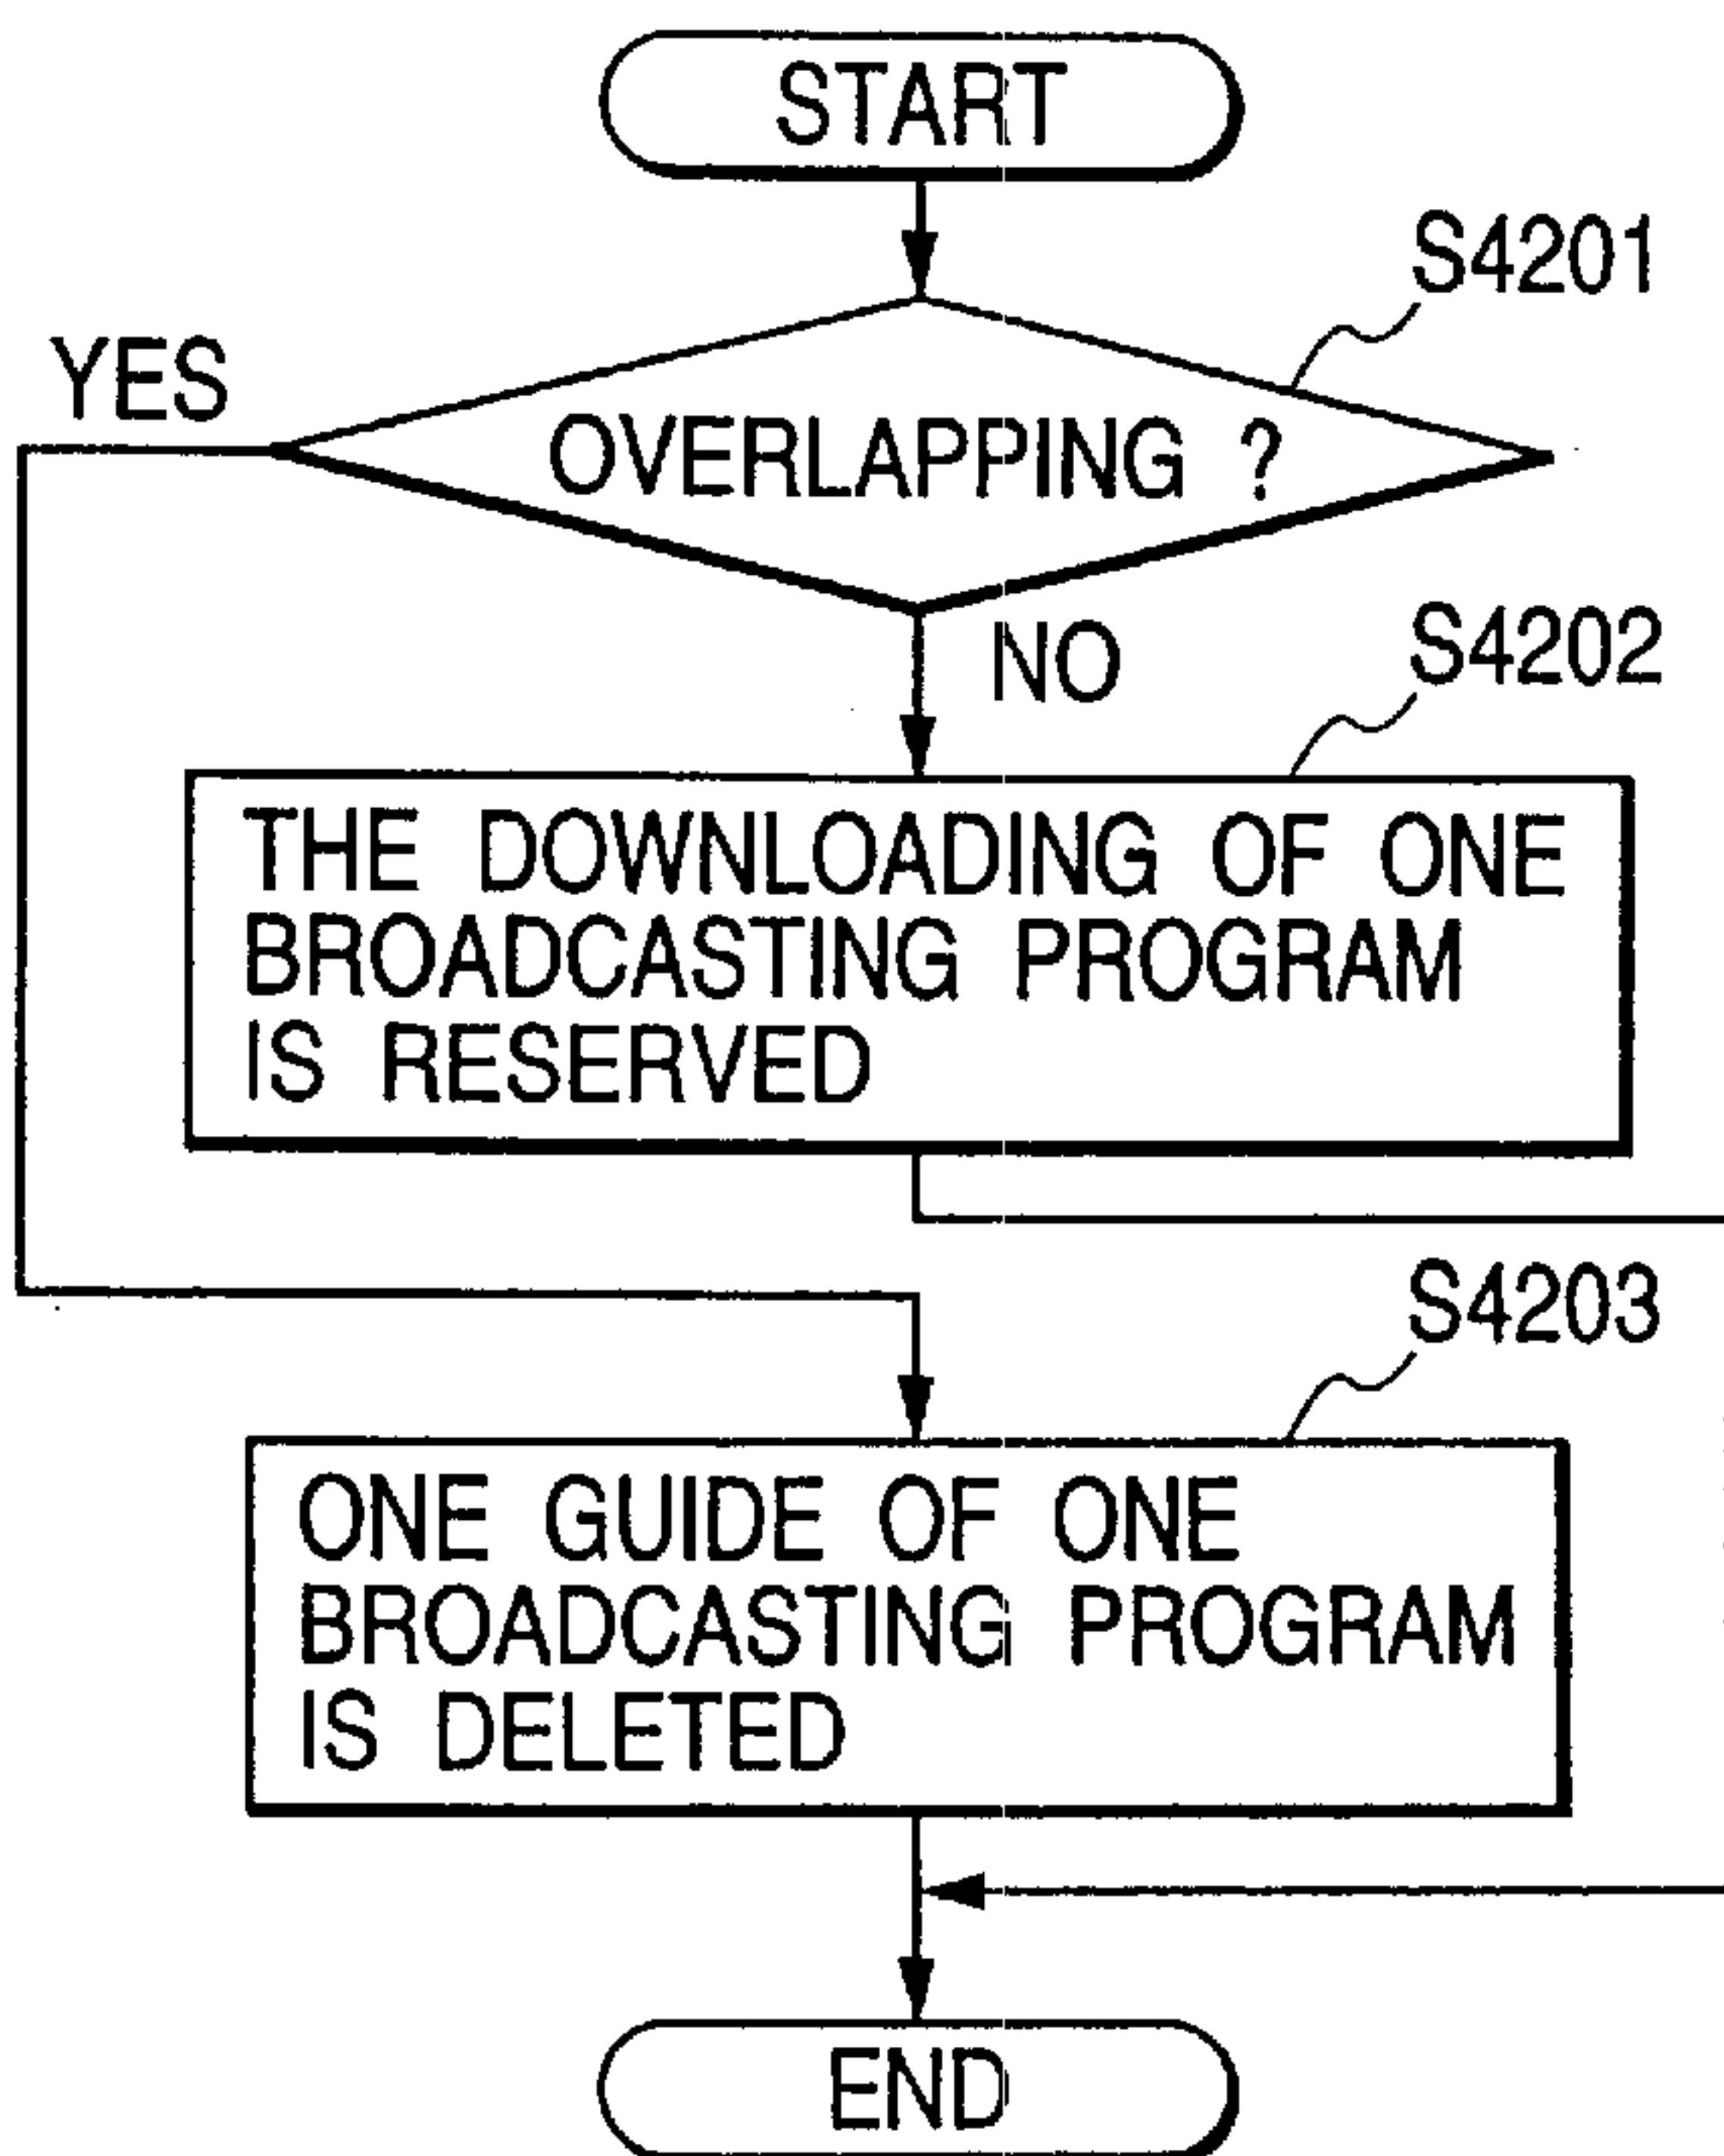 START
S4201
YES
OVERLAPPING ?
NO
S4202
THE DOWNLOADING OF ONE
BROADCASTING PROGRAM
IS RESERVED
S4203
ONE GUIDE OF ONE
BROADCASTING PROGRAM
IS DELETED
END